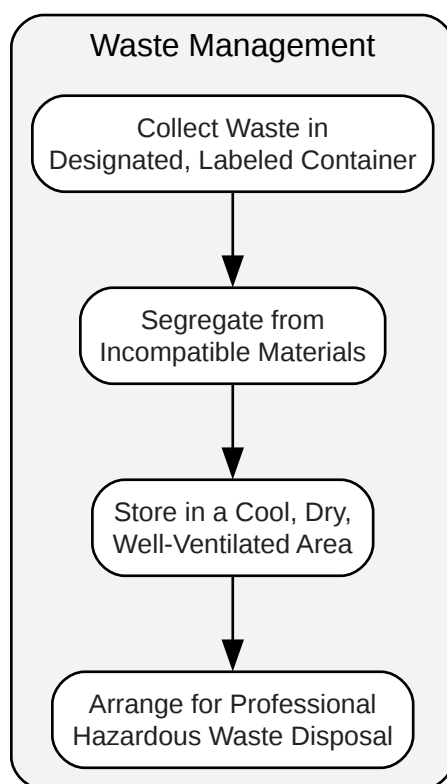 Waste Management
Collect Waste in
Designated, Labeled Container
Segregate from
Incompatible Materials
Store in a Cool, Dry,
Well-Ventilated Area
Arrange for Professional
Hazardous Waste Disposal